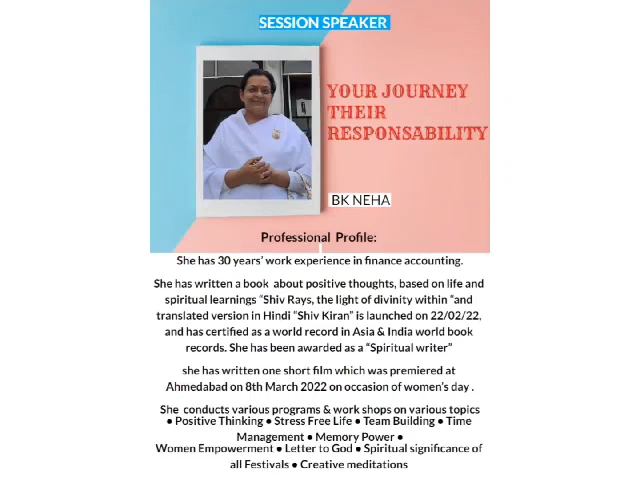 SESSION SPEAKER
YOUR JOURNEY
THEIR
RESPONSABILITY
BK NEHA
Professional Profile:
She has 30 years' work experience in finance accounting.
She has written a book about positive thoughts, based on life and
spiritual learnings “Shiv Rays, the light of divinity within “and
translated version in Hindi “Shiv Kiran” is launched on 22/02/22,
and has certified as a world record in Asia & India world book
records. She has been awarded as a “Spiritual writer”
she has written one short film which was premiered at
Ahmedabad on 8th March 2022 on occasion of women's day .
She conducts various programs & work shops on various topics
● Positive Thinking ● Stress Free Life ● Team Building ● Time
Management ● Memory Power ●
Women Empowerment ● Letter to God ● Spiritual significance of
all Festivals ● Creative meditations